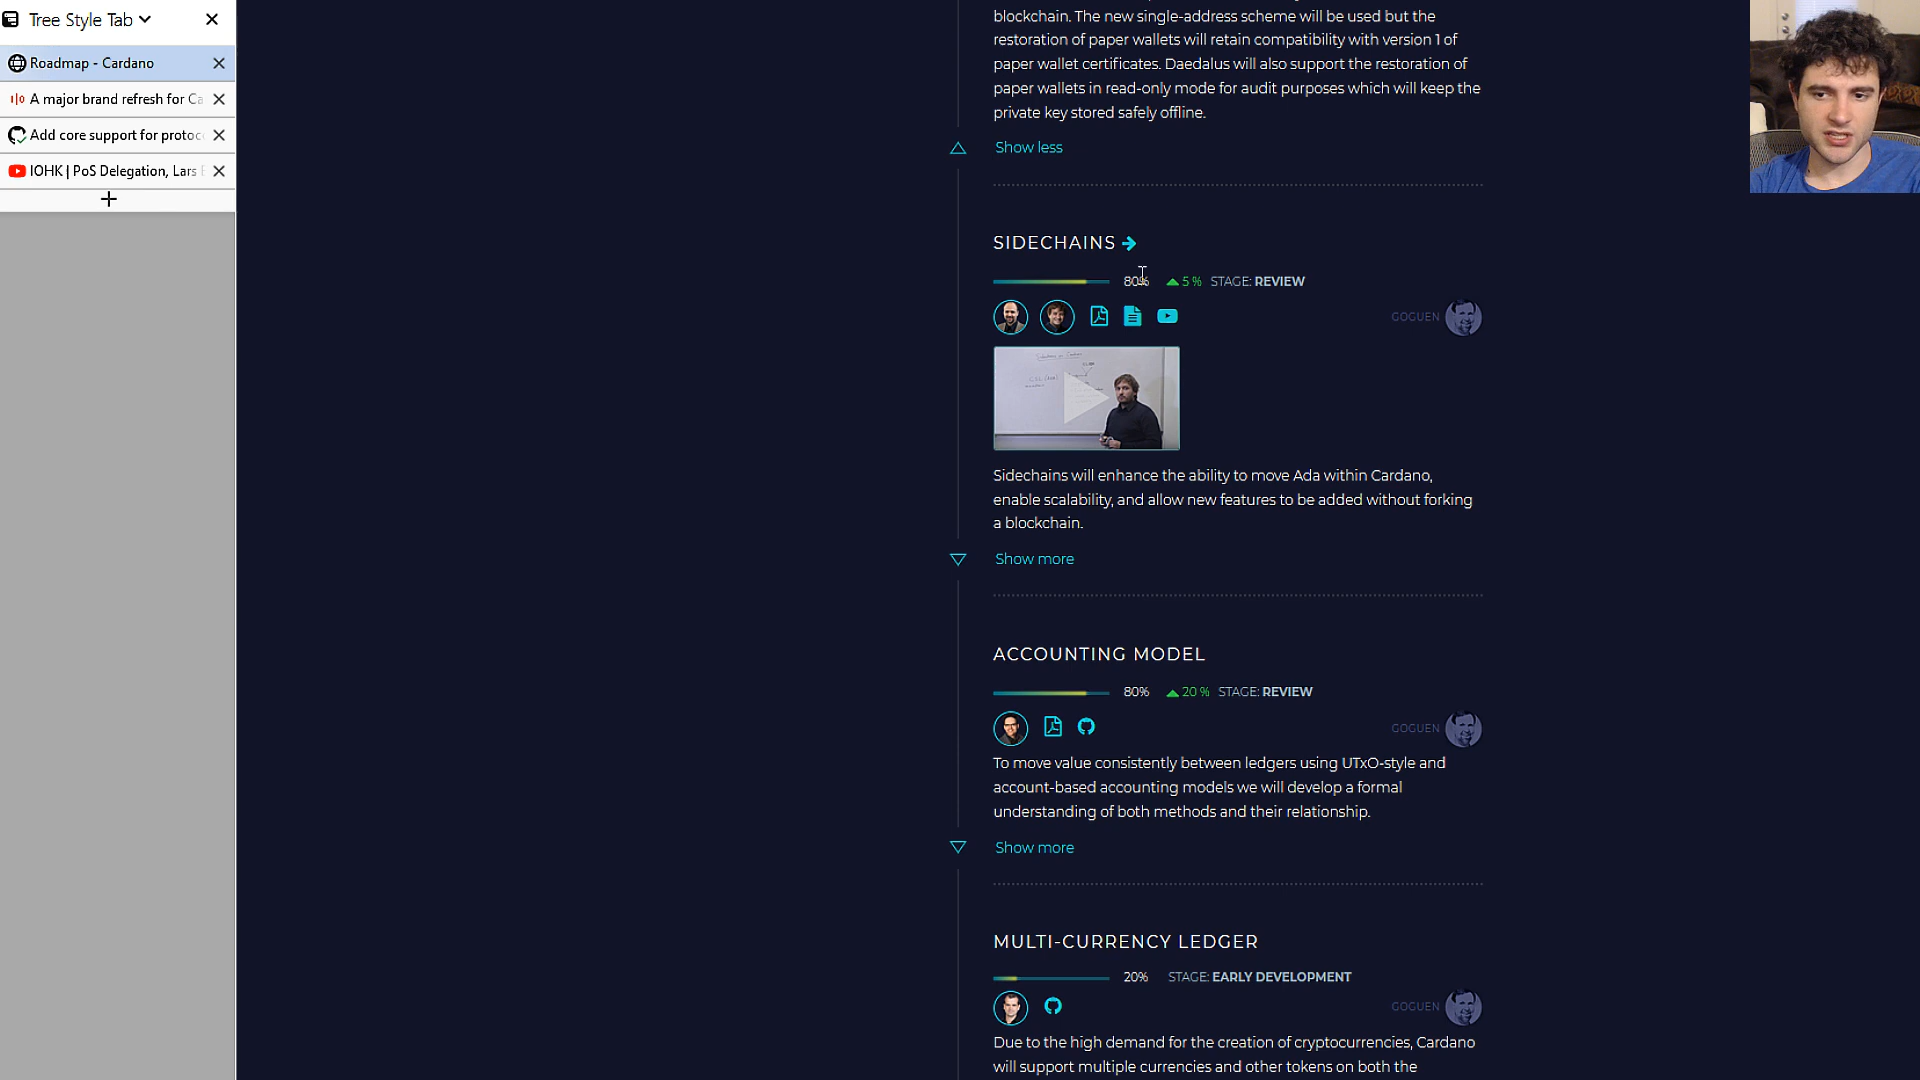 Tree Style Tab
Roadmap - Cardano
A major brand refresh for Ca
Add core support for protoc
IOHK | PoS Delegation, Lars
blockchain. The new single-address scheme will be used but the
restoration of paper wallets will retain compatibility with version 1 of
paper wallet certificates. Daedalus will also support the restoration of
paper wallets in read-only mode for audit purposes which will keep the
private key stored safely offline.
Show less
SIDECHAINS
80% 5 % STAGE: REVIEW
GOGUEN
Sidechains will enhance the ability to move Ada within Cardano,
enable scalability, and allow new features to be added without forking
a blockchain.
Show more
ACCOUNTING MODEL
80% 20 % STAGE: REVIEW
GOGUEN
To move value consistently between ledgers using UTxO-style and
account-based accounting models we will develop a formal
understanding of both methods and their relationship.
Show more
MULTI-CURRENCY LEDGER
20% STAGE: EARLY DEVELOPMENT
GOGUEN
Due to the high demand for the creation of cryptocurrencies, Cardano
will support multiple currencies and other tokens on both the